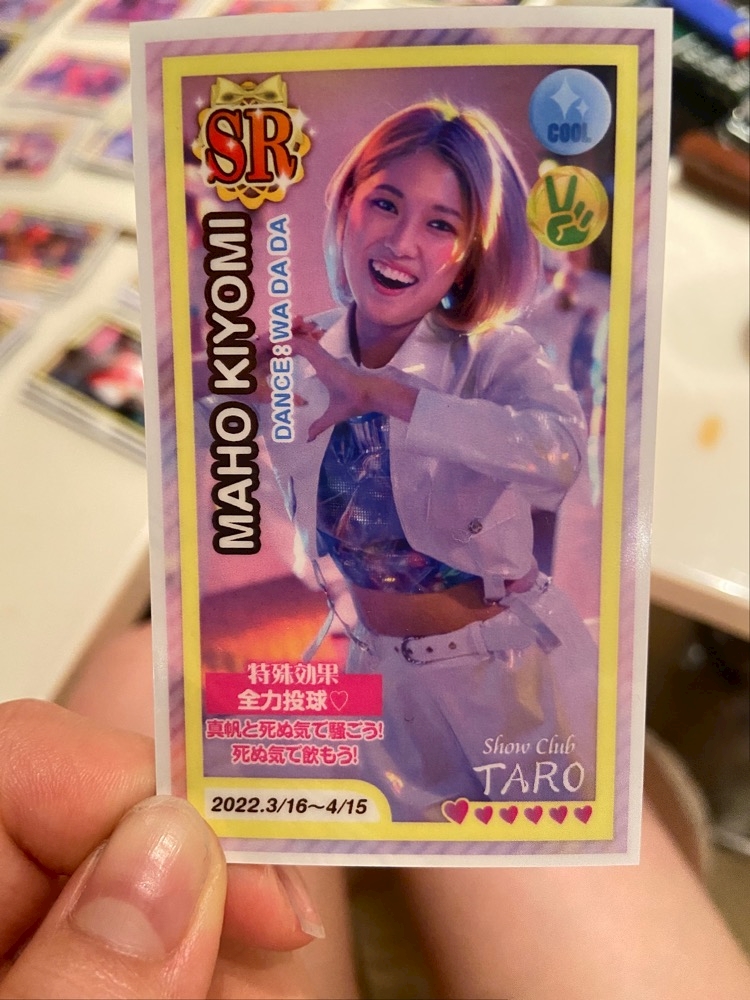 SR
COOL
MAHO KIYOMI
DANCE:WA DA DA
特殊効果
全力投球♡
真帆と死ぬ気で騒ごう!
死ぬ気で飲もう!
Show Club
TARO
2022.3/16〜4/15